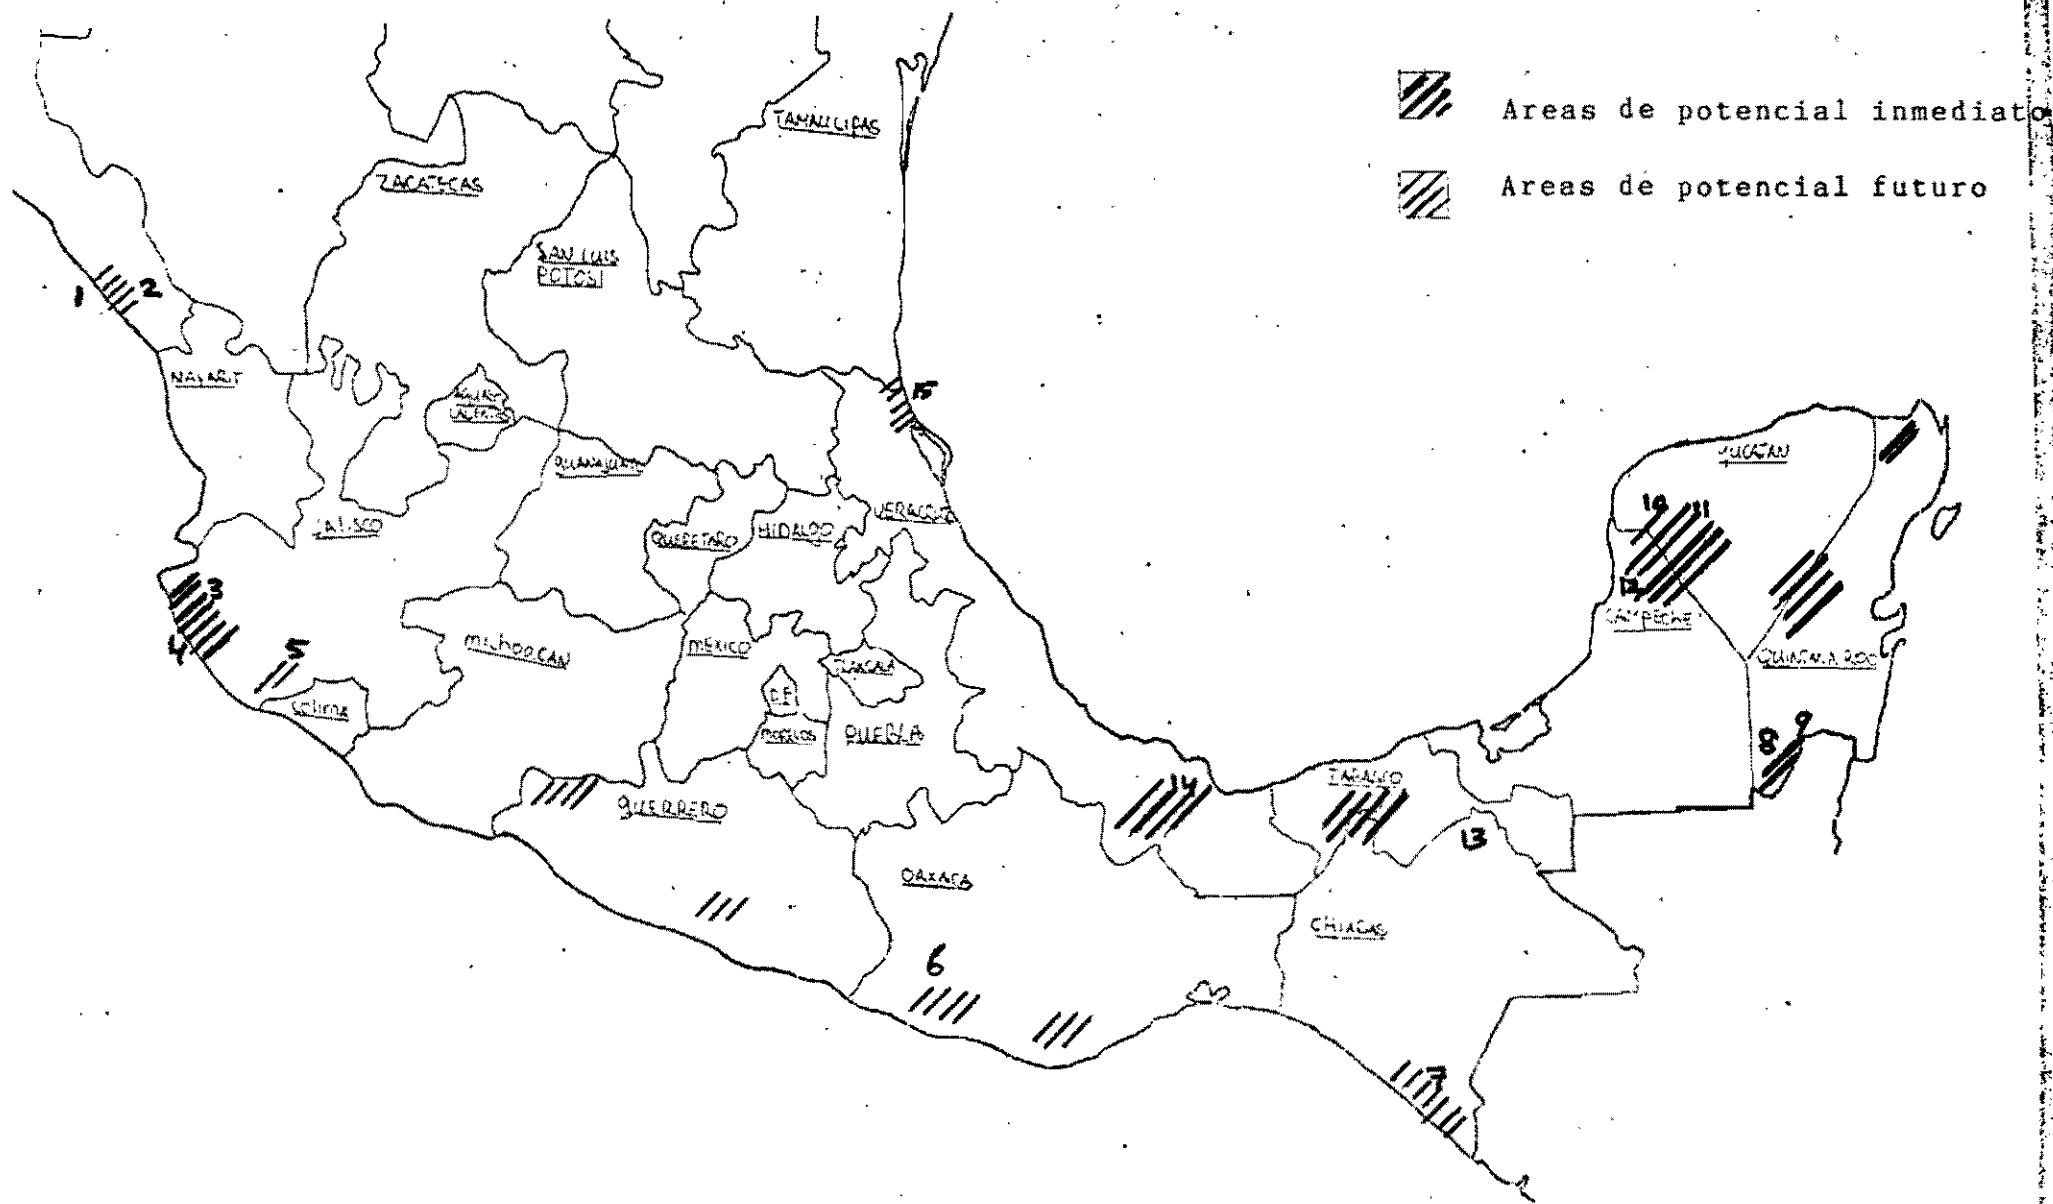 Areas de potencial inmediato
Areas de potencial futuro
TAMAULIPAS
ZACATECAS
SAN LUIS
POTOSI
1
2
NAYARIT
15
YUCATAN
GUANAJUATO
JALISCO
QUERETARO
HIDALGO
VERACRUZ
10
11
12
CAMPECHE
3
4
5
MICHOOCAN
MEXICO
TLAXCALA
QUINTANA ROO
COLIMA
D.F.
MORELOS
PUEBLA
8
9
GUERRERO
14
TABASCO
13
OAXACA
CHIAPAS
6
7